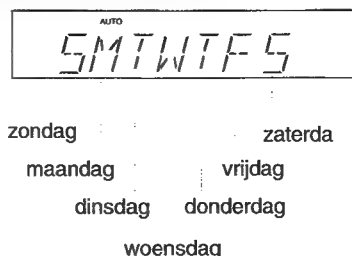 AUTO
SMTWTFS
zondag zaterda
maandag vrijdag
dinsdag donderdag
woensdag